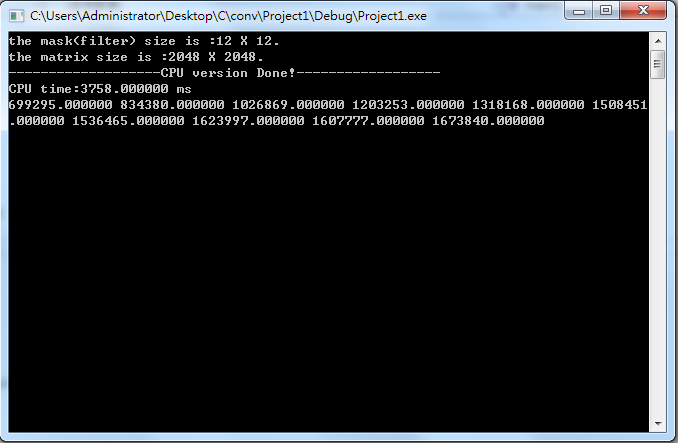 C:\Users\Administrator\Desktop\C\conv\Project1\Debug\Project1.exe
the mask(filter) size is :12 X 12.
the matrix size is :2048 X 2048.
-------------------CPU version Done!------------------
CPU time:3758.000000 ms
699295.000000 834380.000000 1026869.000000 1203253.000000 1318168.000000 1508451
.000000 1536465.000000 1623997.000000 1607777.000000 1673840.000000